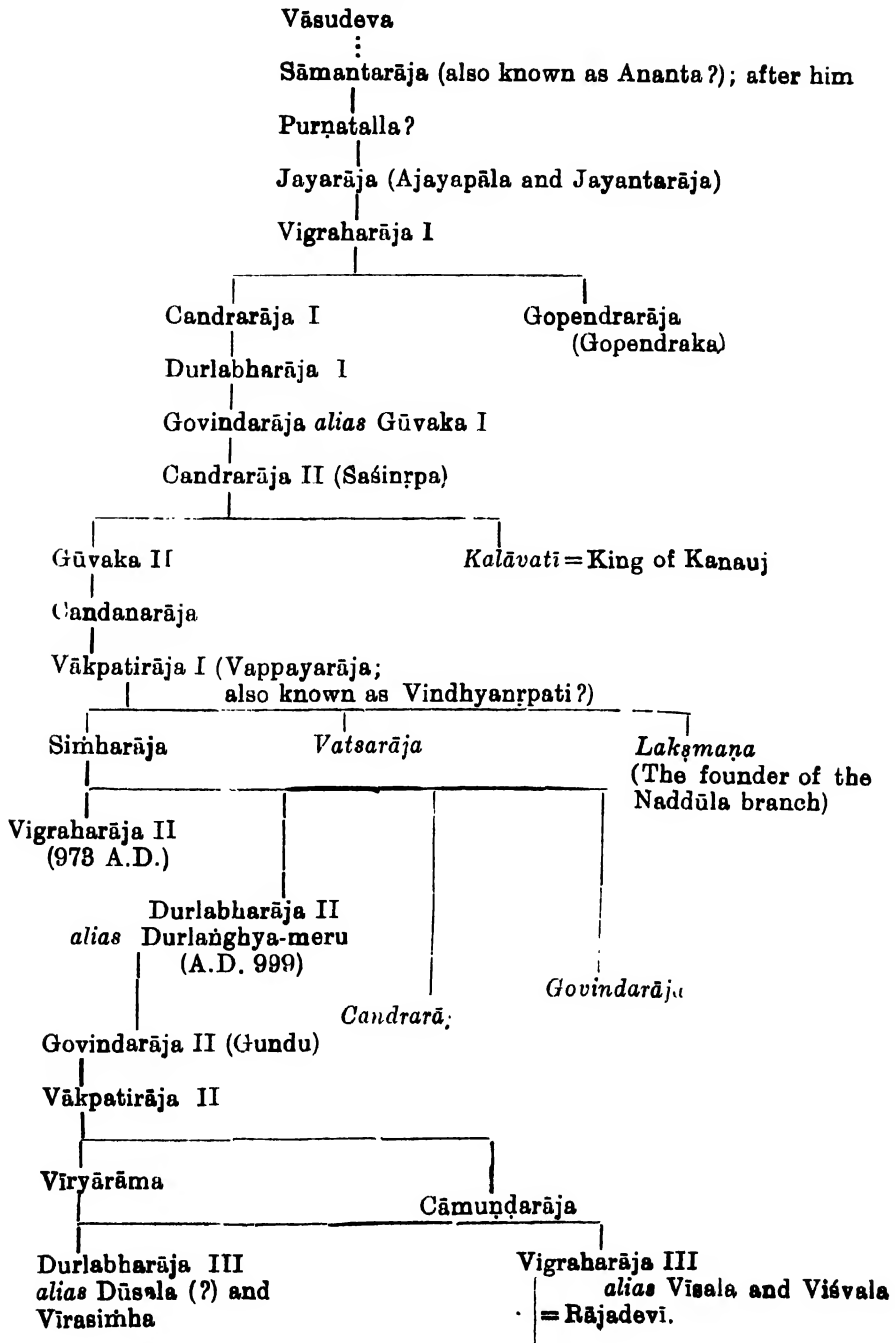 Vāsudeva
Sāmantarāja (also known as Ananta?); after him
Purṇatalla?
Jayarāja (Ajayapāla and Jayantarāja)
Vigraharāja I
Candrarāja I Gopendrarāja
(Gopendraka)
Durlabharāja I
Govindarāja alias Gūvaka I
Candrarāja II (Saśinṛpa)
Gūvaka II Kalāvatī=King of Kanauj
Candanarāja
Vākpatirāja I (Vappayarāja;
also known as Vindhyanṛpati?)
Siṁharāja Vatsarāja Lakṣmaṇa
(The founder of the
Naddūla branch)
Vigraharāja II
(973 A.D.)
Durlabharāja II
alias Durlaṅghya-meru
(A.D. 999)
Govindarāja
Candrarā
Govindarāja II (Gundu)
Vākpatirāja II
Vīryārāma
Cāmuṇḍarāja
Durlabharāja III Vigraharāja III
alias Dūsala (?) and alias Vīsala and Viśvala
Vīrasiṁha =Rājadevī.